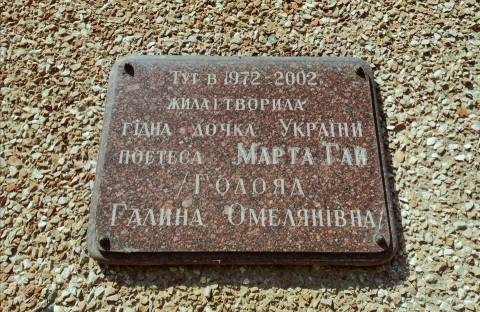 Тут в 1972-2002
жила і творила
гідна дочка України
поетеса Марта Гай
/Голояд
Галина Омелянівна/